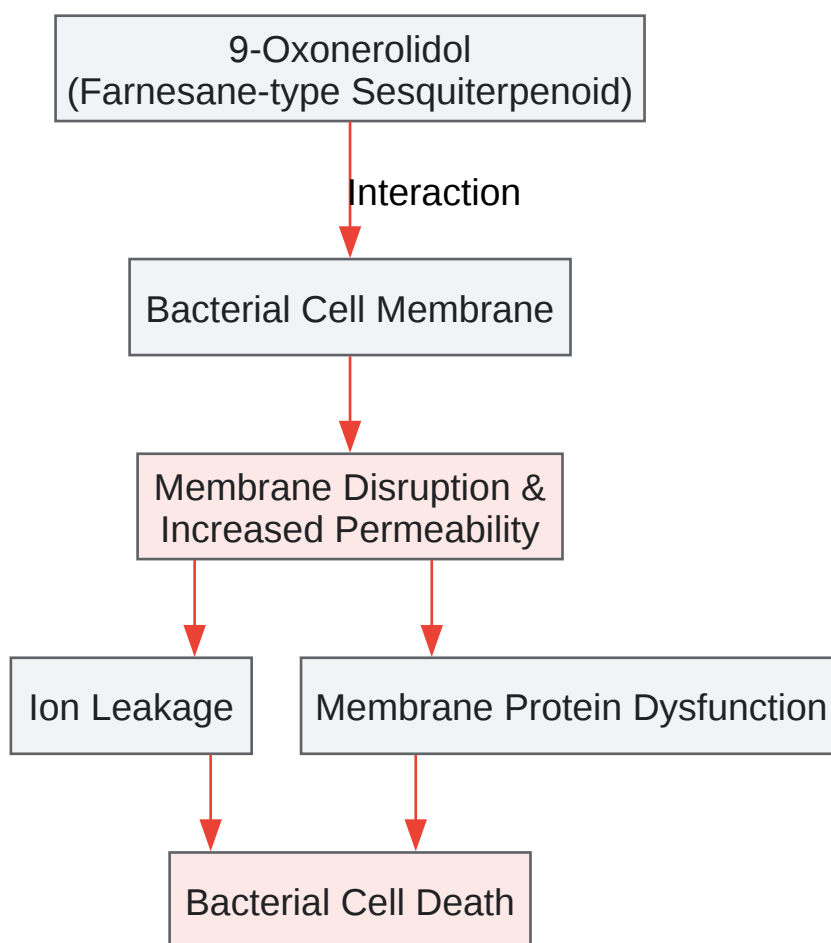 9-Oxonerolidol
(Farnesane-type Sesquiterpenoid)
Interaction
Bacterial Cell Membrane
Membrane Disruption &
Increased Permeability
Ion Leakage
Membrane Protein Dysfunction
Bacterial Cell Death